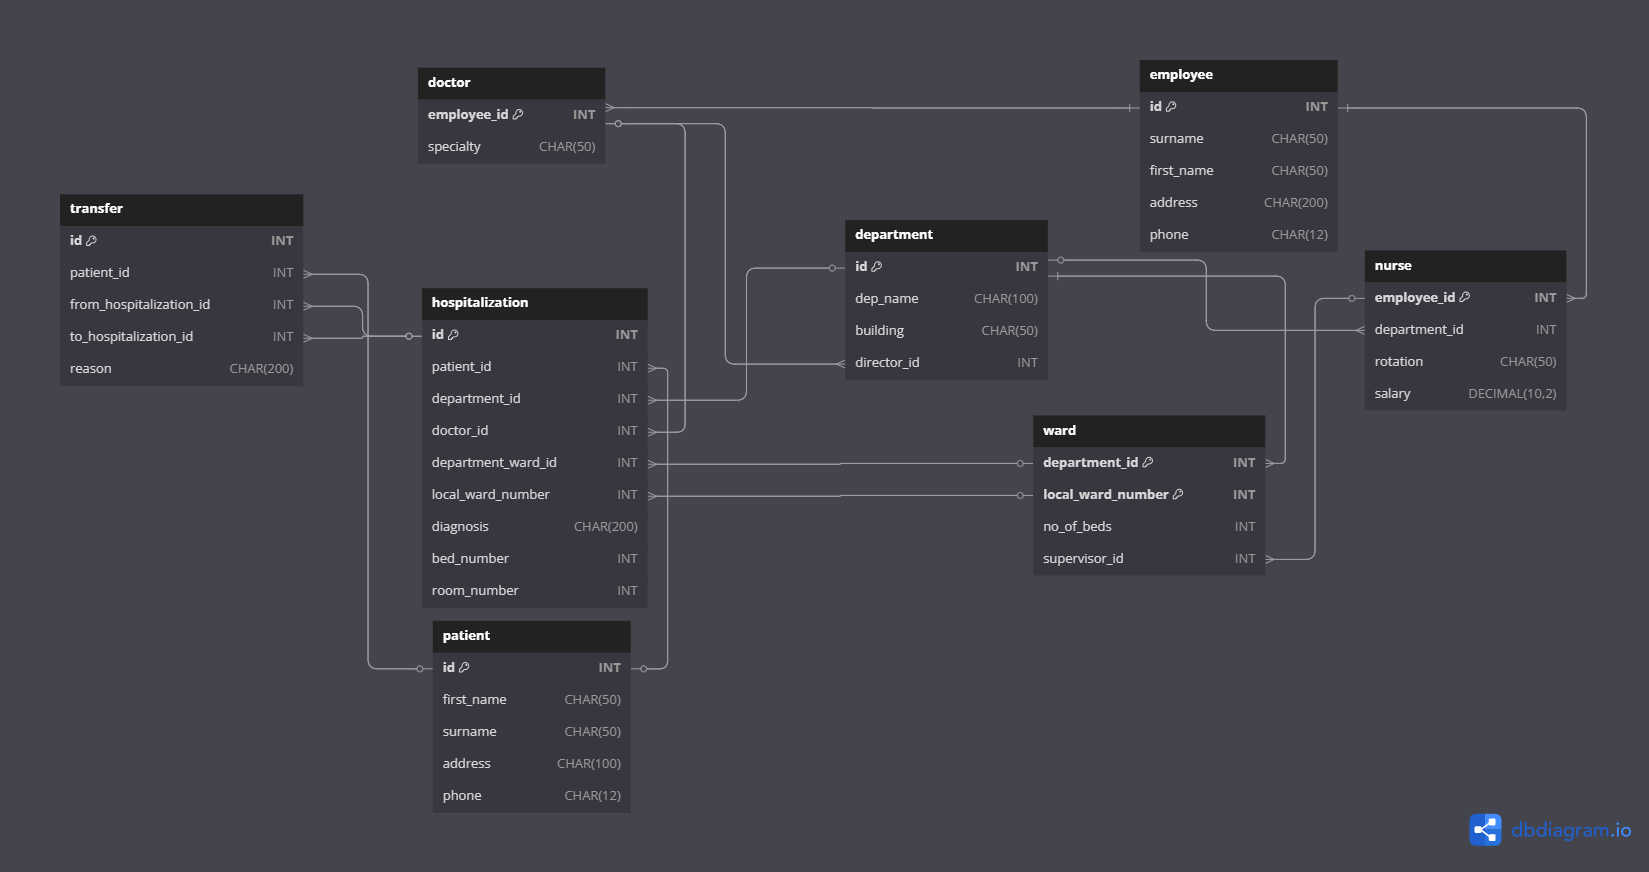 doctor
employee_id INT
specialty CHAR(50)
employee
id INT
surname CHAR(50)
first_name CHAR(50)
address CHAR(200)
phone CHAR(12)
transfer
id INT
patient_id INT
from_hospitalization_id INT
to_hospitalization_id INT
reason CHAR(200)
department
id INT
dep_name CHAR(100)
building CHAR(50)
director_id INT
nurse
employee_id INT
department_id INT
rotation CHAR(50)
salary DECIMAL(10,2)
hospitalization
id INT
patient_id INT
department_id INT
doctor_id INT
department_ward_id INT
local_ward_number INT
diagnosis CHAR(200)
bed_number INT
room_number INT
ward
department_id INT
local_ward_number INT
no_of_beds INT
supervisor_id INT
patient
id INT
first_name CHAR(50)
surname CHAR(50)
address CHAR(100)
phone CHAR(12)
dbdiagram.io